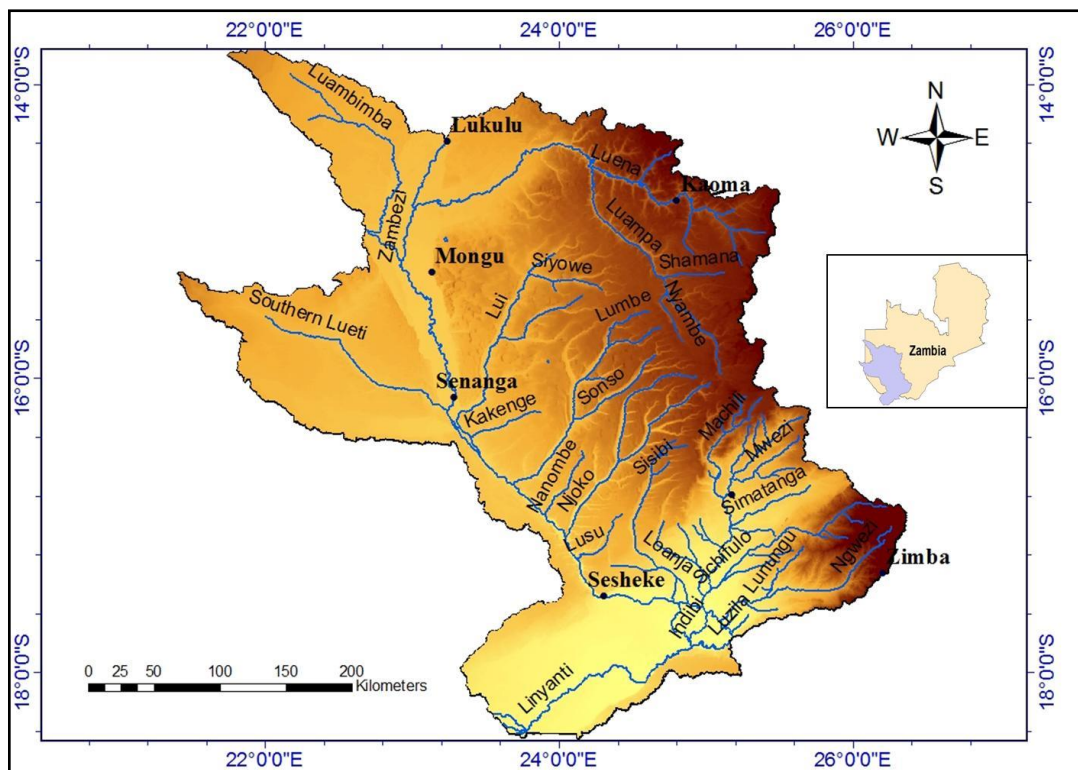 22°0'0"E
24°0'0"E
26°0'0"E
14°0'0"S
14°0'0"S
Luambimba
Lukulu
N
W
E
S
Luena
Kaoma
Zambezi
Luampa
Mongu
Siyowe
Shamana
Southern Lueti
Lui
Lumbe
Nyambe
Zambia
16°0'0"S
16°0'0"S
Senanga
Kakenge
Sonso
Machili
Mwezi
Sisibi
Nanombe
Njoko
Simatanga
Lusu
Loanja
Sichifulo
Lunungu
Ngwezi
Zimba
Sesheke
Indibi
Luzila
0 25 50 100 150 200
Kilometers
Linyanti
18°0'0"S
18°0'0"S
22°0'0"E
24°0'0"E
26°0'0"E